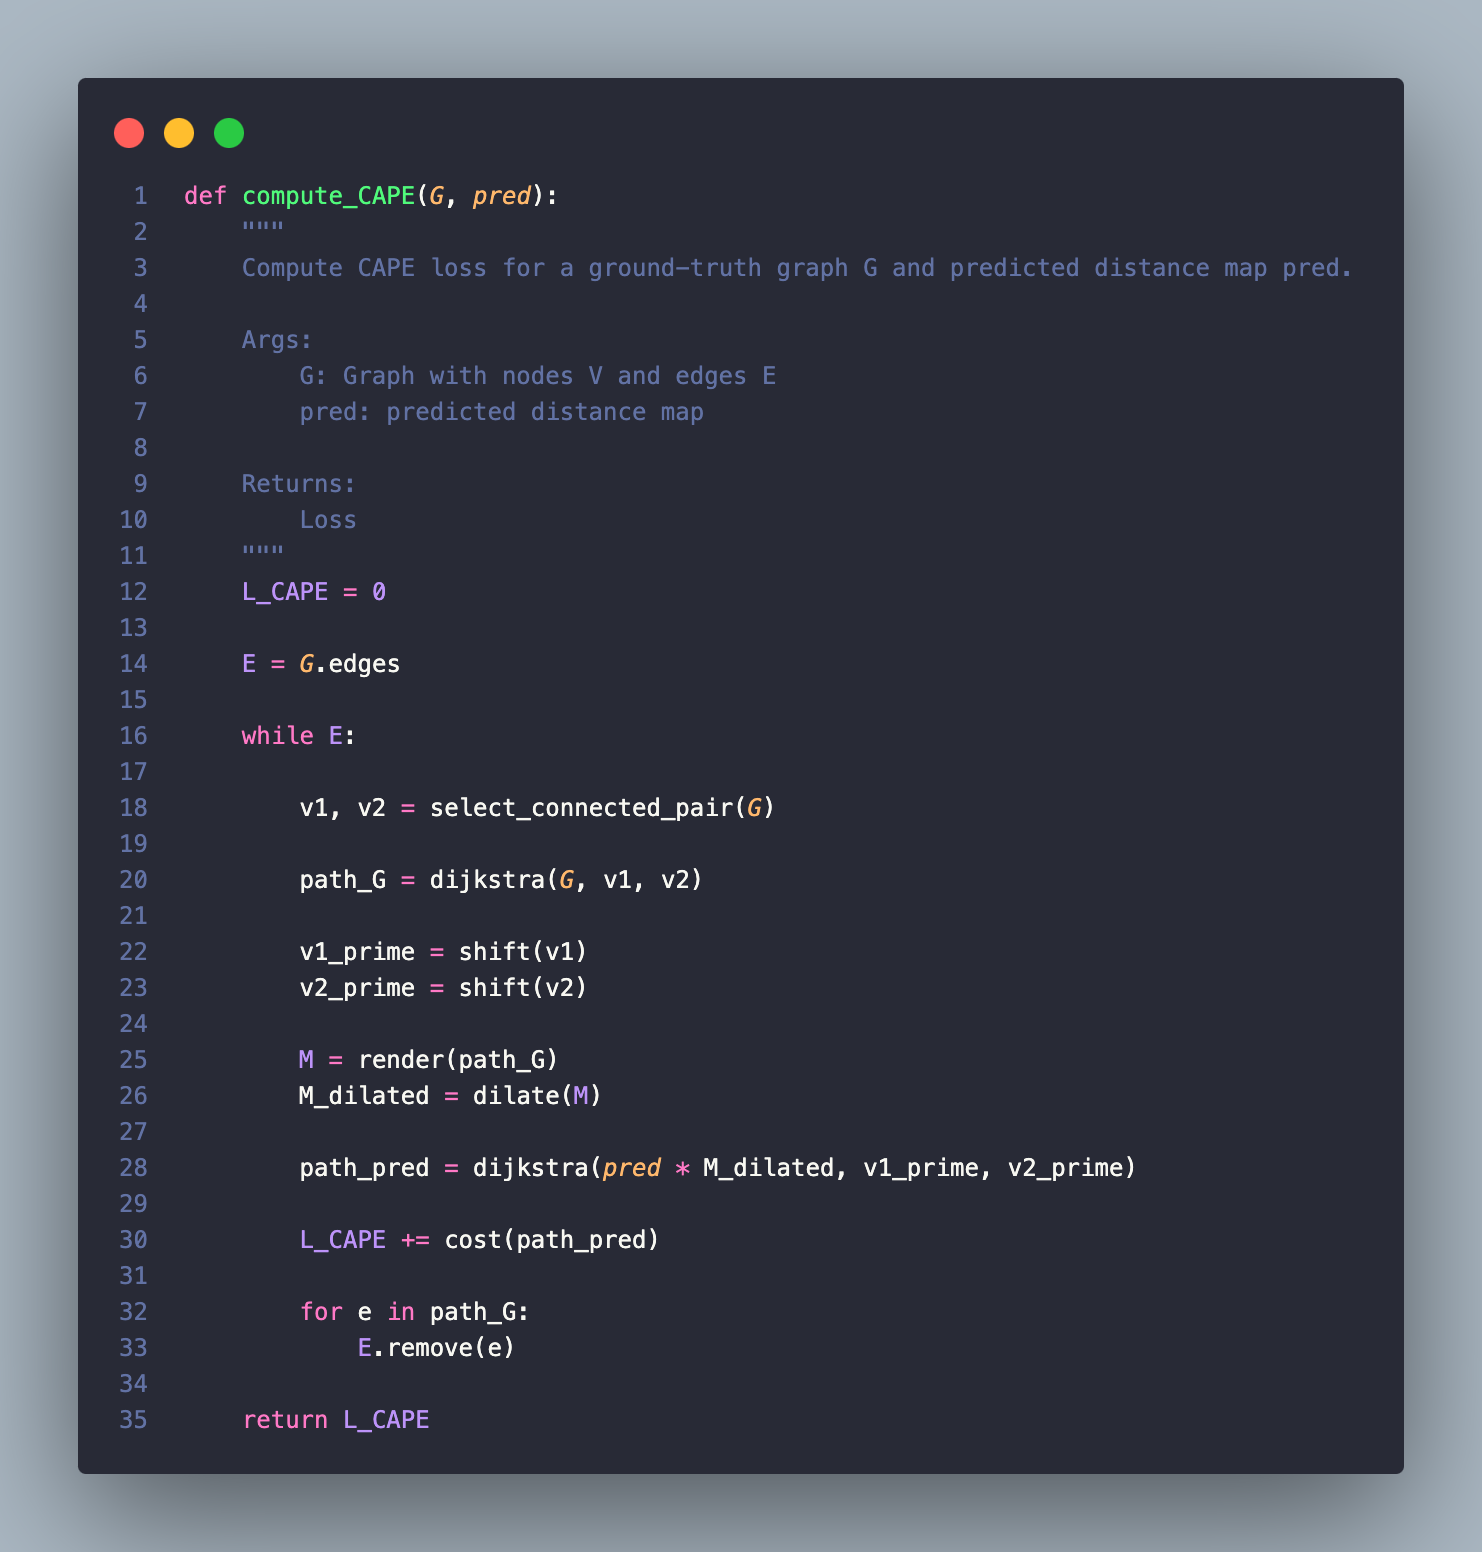 1 def compute_CAPE(G, pred):
2     """
3     Compute CAPE loss for a ground-truth graph G and predicted distance map pred.
4
5     Args:
6         G: Graph with nodes V and edges E
7         pred: predicted distance map
8
9     Returns:
10         Loss
11     """
12     L_CAPE = 0
13
14     E = G.edges
15
16     while E:
17
18         v1, v2 = select_connected_pair(G)
19
20         path_G = dijkstra(G, v1, v2)
21
22         v1_prime = shift(v1)
23         v2_prime = shift(v2)
24
25         M = render(path_G)
26         M_dilated = dilate(M)
27
28         path_pred = dijkstra(pred * M_dilated, v1_prime, v2_prime)
29
30         L_CAPE += cost(path_pred)
31
32         for e in path_G:
33             E.remove(e)
34
35     return L_CAPE